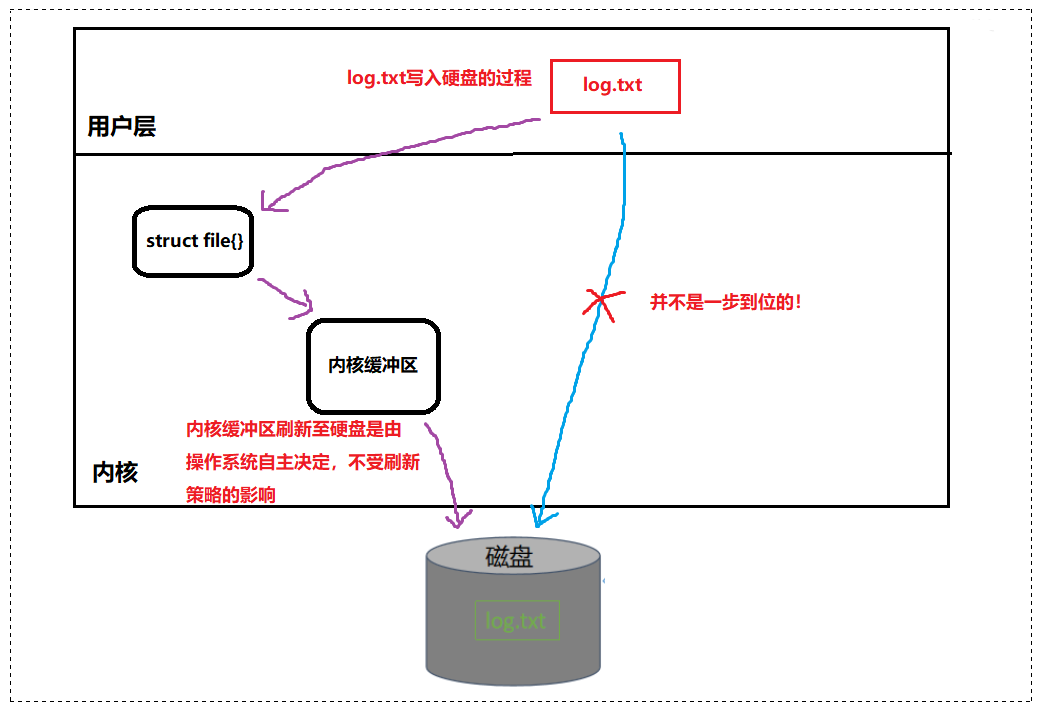 log.txt写入硬盘的过程
log.txt
用户层
struct file{}
并不是一步到位的！
内核缓冲区
内核缓冲区刷新至硬盘是由
操作系统自主决定，不受刷新
策略的影响
内核
磁盘
log.txt